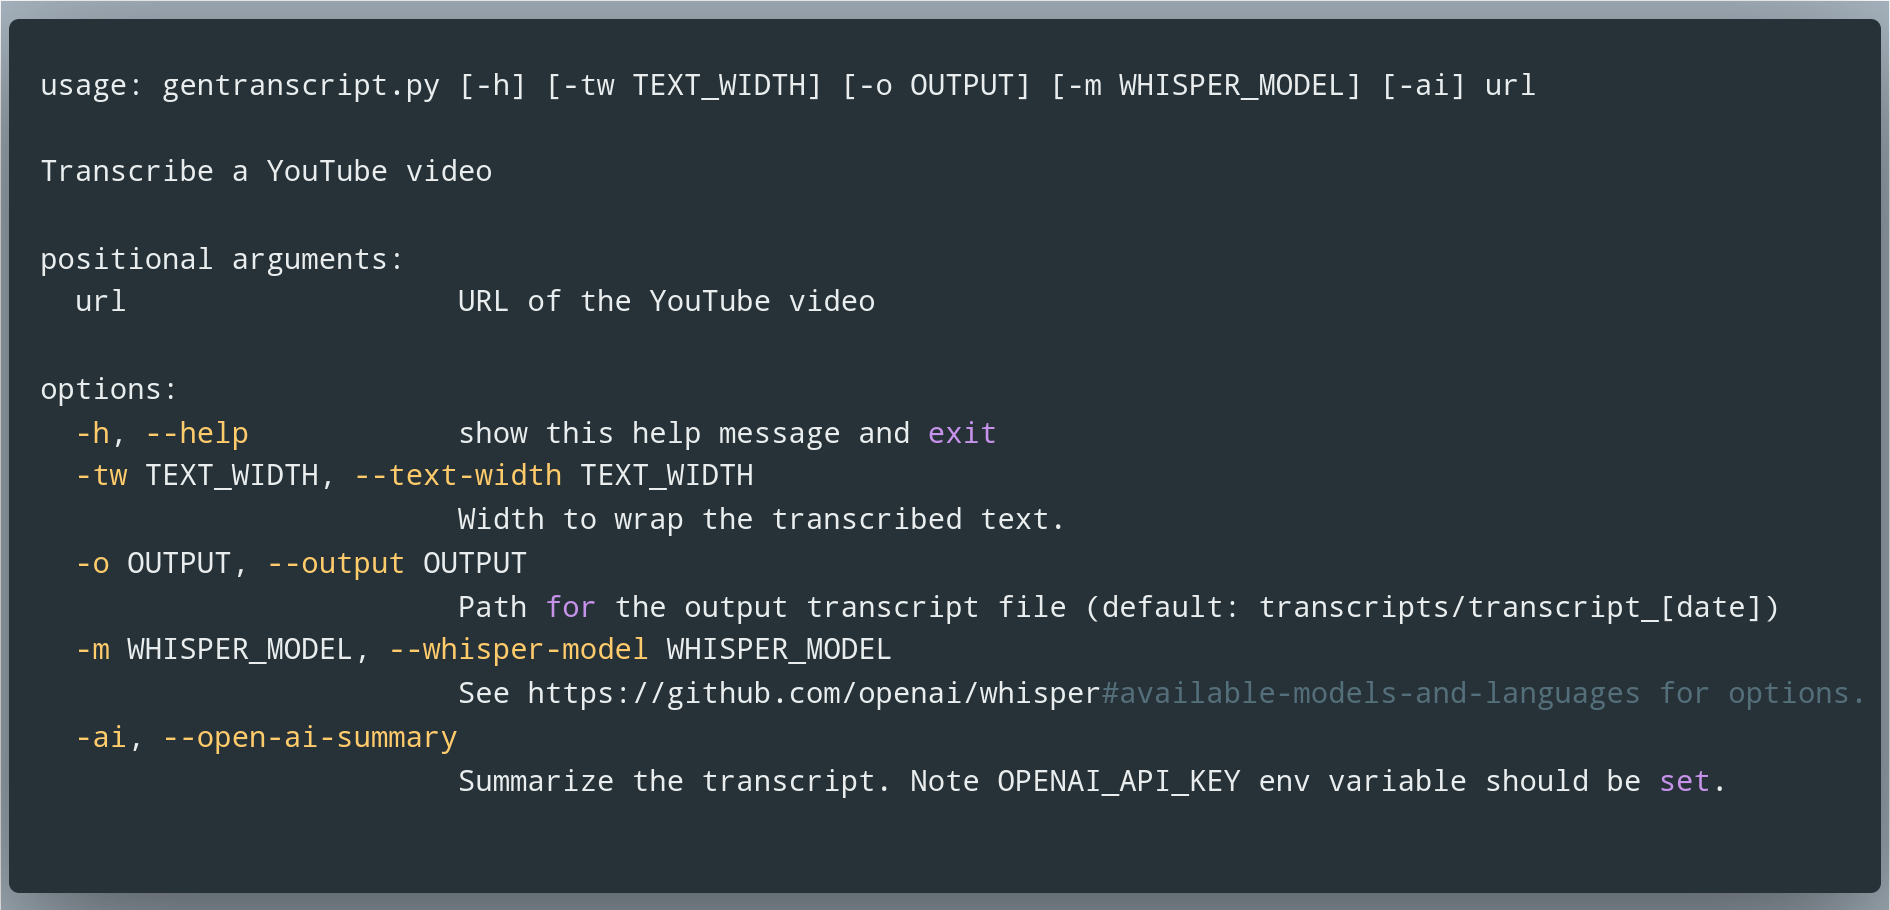 usage: gentranscript.py [-h] [-tw TEXT_WIDTH] [-o OUTPUT] [-m WHISPER_MODEL] [-ai] url
Transcribe a YouTube video
positional arguments:
  url                   URL of the YouTube video
options:
  -h, --help            show this help message and exit
  -tw TEXT_WIDTH, --text-width TEXT_WIDTH
                        Width to wrap the transcribed text.
  -o OUTPUT, --output OUTPUT
                        Path for the output transcript file (default: transcripts/transcript_[date])
  -m WHISPER_MODEL, --whisper-model WHISPER_MODEL
                        See https://github.com/openai/whisper#available-models-and-languages for options.
  -ai, --open-ai-summary
                        Summarize the transcript. Note OPENAI_API_KEY env variable should be set.